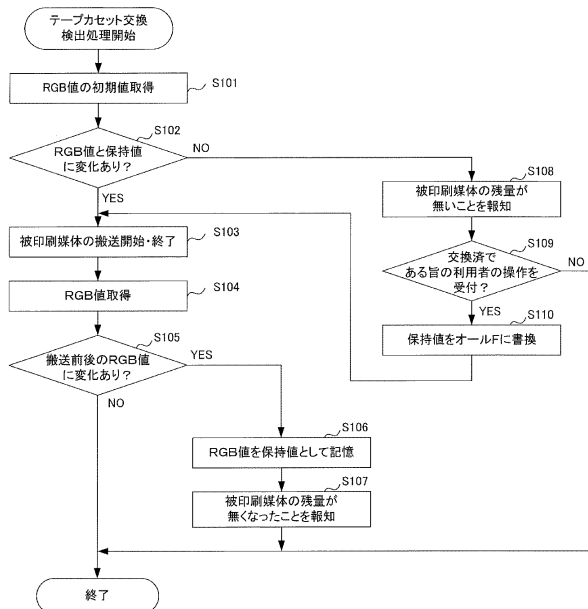 テープカセット交換
検出処理開始
RGB値の初期値取得
S101
S102
RGB値と保持値
に変化あり？
NO
YES
S108
被印刷媒体の残量が
無いことを報知
被印刷媒体の搬送開始・終了
S103
S109
交換済で
ある旨の利用者の操作を
受付？
NO
YES
RGB値取得
S104
S110
保持値をオールFに書換
S105
搬送前後のRGB値
に変化あり？
YES
NO
S106
RGB値を保持値として記憶
S107
被印刷媒体の残量が
無くなったことを報知
終了